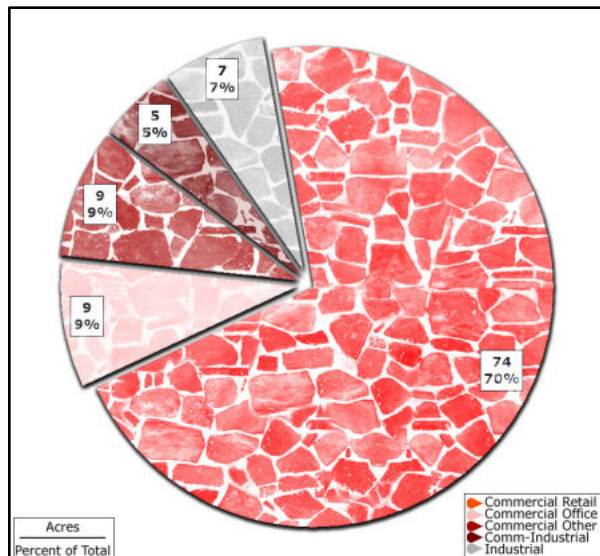 7
7%
5
5%
9
9%
9
9%
74
70%
Commercial Retail
Commercial Office
Commercial Other
Comm-Industrial
Industrial
Acres
Percent of Total